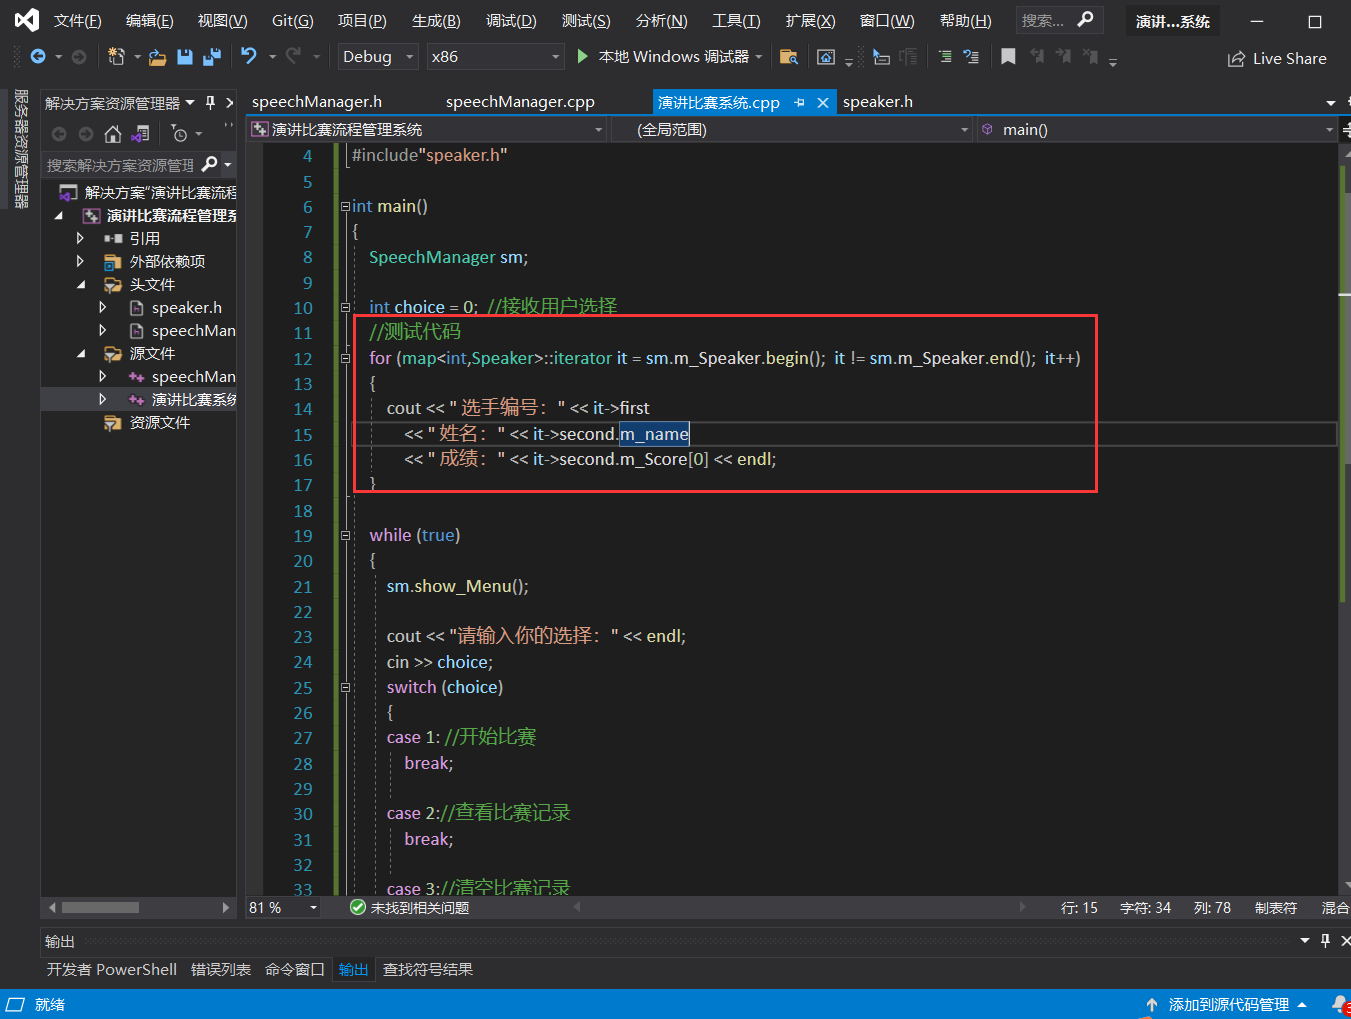 文件(F) 编辑(E) 视图(V) Git(G) 项目(P) 生成(B) 调试(D) 测试(S) 分析(N) 工具(T) 扩展(X) 窗口(W) 帮助(H) 搜索... 演讲...系统
Debug x86 本地 Windows 调试器 Live Share
服务器资源管理器
解决方案资源管理器
搜索解决方案资源管理
解决方案"演讲比赛流程
演讲比赛流程管理系
引用
外部依赖项
头文件
speaker.h
speechMan
源文件
speechMan
演讲比赛系统
资源文件
speechManager.h speechManager.cpp 演讲比赛系统.cpp speaker.h
演讲比赛流程管理系统 (全局范围) main()
4 #include"speaker.h"
5
6 int main()
7 {
8 SpeechManager sm;
9
10 int choice = 0; //接收用户选择
11 //测试代码
12 for (map<int,Speaker>::iterator it = sm.m_Speaker.begin(); it != sm.m_Speaker.end(); it++)
13 {
14 cout << " 选手编号：" << it->first
15 << " 姓名：" << it->second.m_name
16 << " 成绩：" << it->second.m_Score[0] << endl;
17 }
18
19 while (true)
20 {
21 sm.show_Menu();
22
23 cout << "请输入你的选择：" << endl;
24 cin >> choice;
25 switch (choice)
26 {
27 case 1: //开始比赛
28 break;
29
30 case 2://查看比赛记录
31 break;
32
33 case 3://清空比赛记录
81 % 未找到相关问题 行: 15 字符: 34 列: 78 制表符 混合
输出
开发者 PowerShell 错误列表 命令窗口 输出 查找符号结果
就绪 添加到源代码管理 3